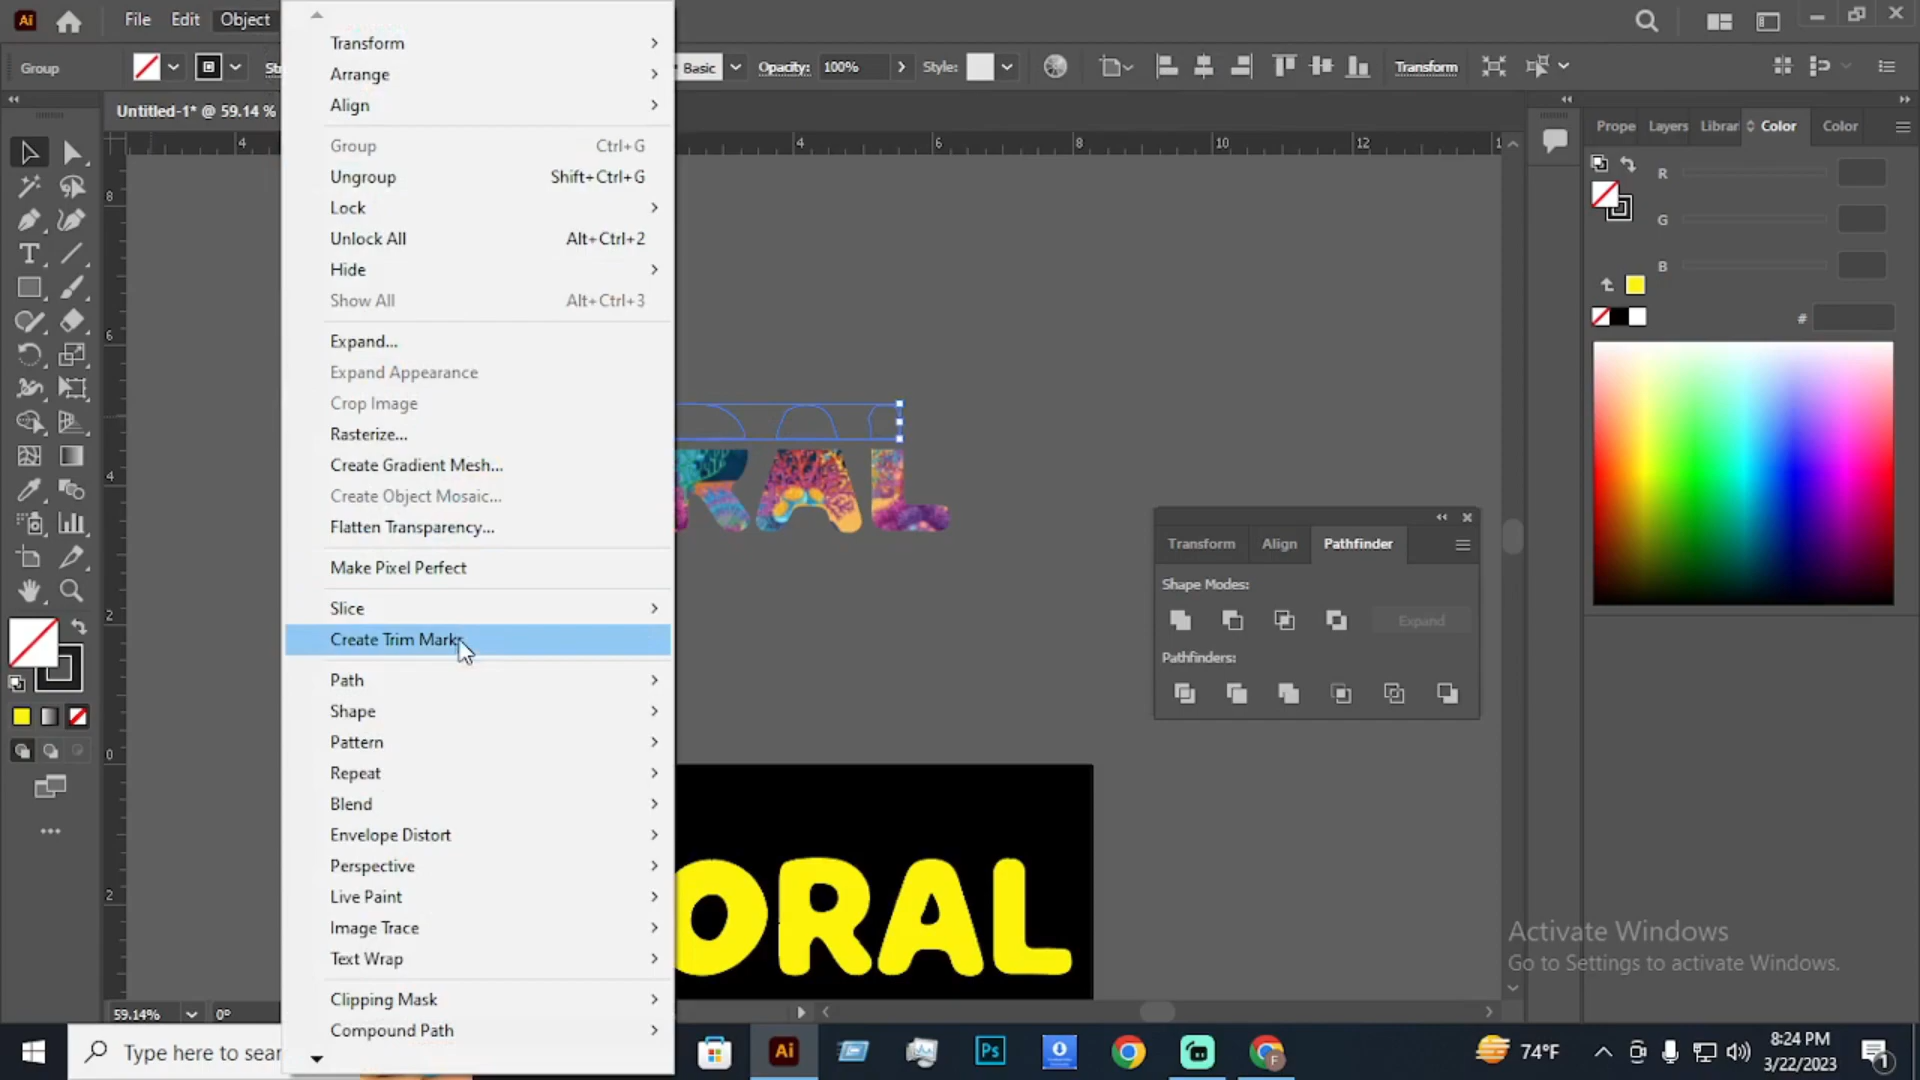 Ai File Edit Object
Group Basic Opacity: 100% Style: Transform
Untitled-1* @ 59.14 %
Transform
Arrange
Align
Group Ctrl+G
Ungroup Shift+Ctrl+G
Lock
Unlock All Alt+Ctrl+2
Hide
Show All Alt+Ctrl+3
Expand...
Expand Appearance
Crop Image
Rasterize...
Create Gradient Mesh...
Create Object Mosaic...
Flatten Transparency...
Make Pixel Perfect
Slice
Create Trim Marks
Path
Shape
Pattern
Repeat
Blend
Envelope Distort
Perspective
Live Paint
Image Trace
Text Wrap
Clipping Mask
Compound Path
4 4 6 8 10 12 1
8
6
4
2
0
2
RAL
ORAL
Transform Align Pathfinder
Shape Modes:
Expand
Pathfinders:
Prope Layers Librar Color Color
R
G
B
#
Activate Windows
Go to Settings to activate Windows.
59.14% 0°
Type here to sear
Ai Ps F
74°F
8:24 PM
3/22/2023
1